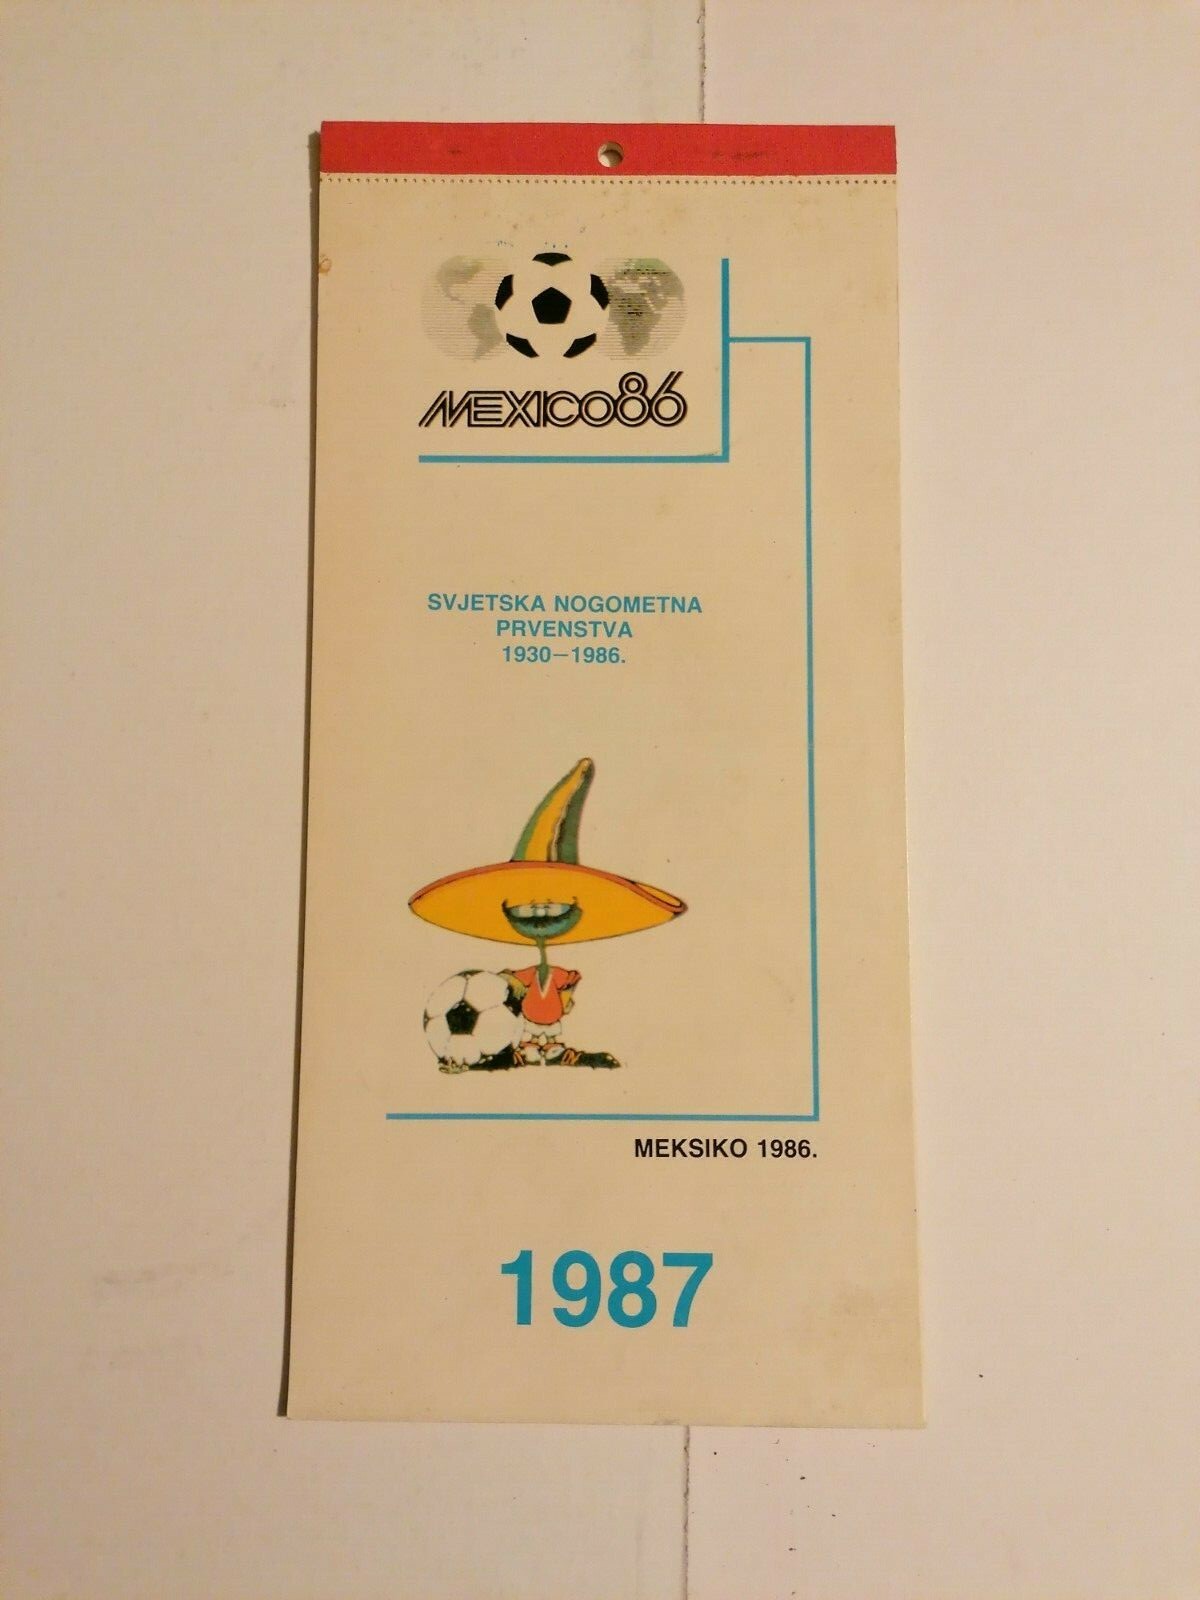 MEXICO86
SVJETSKA NOGOMETNA
PRVENSTVA
1930–1986.
MEKSIKO 1986.
1987